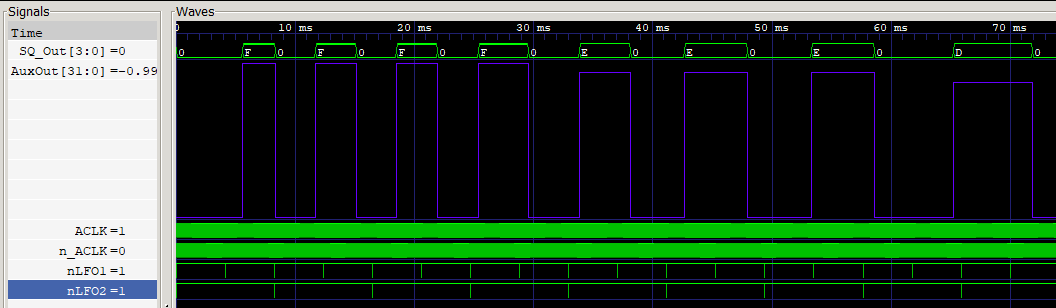 Signals
Waves
Time
0 10 ms 20 ms 30 ms 40 ms 50 ms 60 ms 70 ms
SQ_Out[3:0]=0
0 F 0 F 0 F 0 F 0 E 0 E 0 E 0 D 0
AuxOut[31:0]=-0.99
ACLK=1
n_ACLK=0
nLFO1=1
nLFO2=1